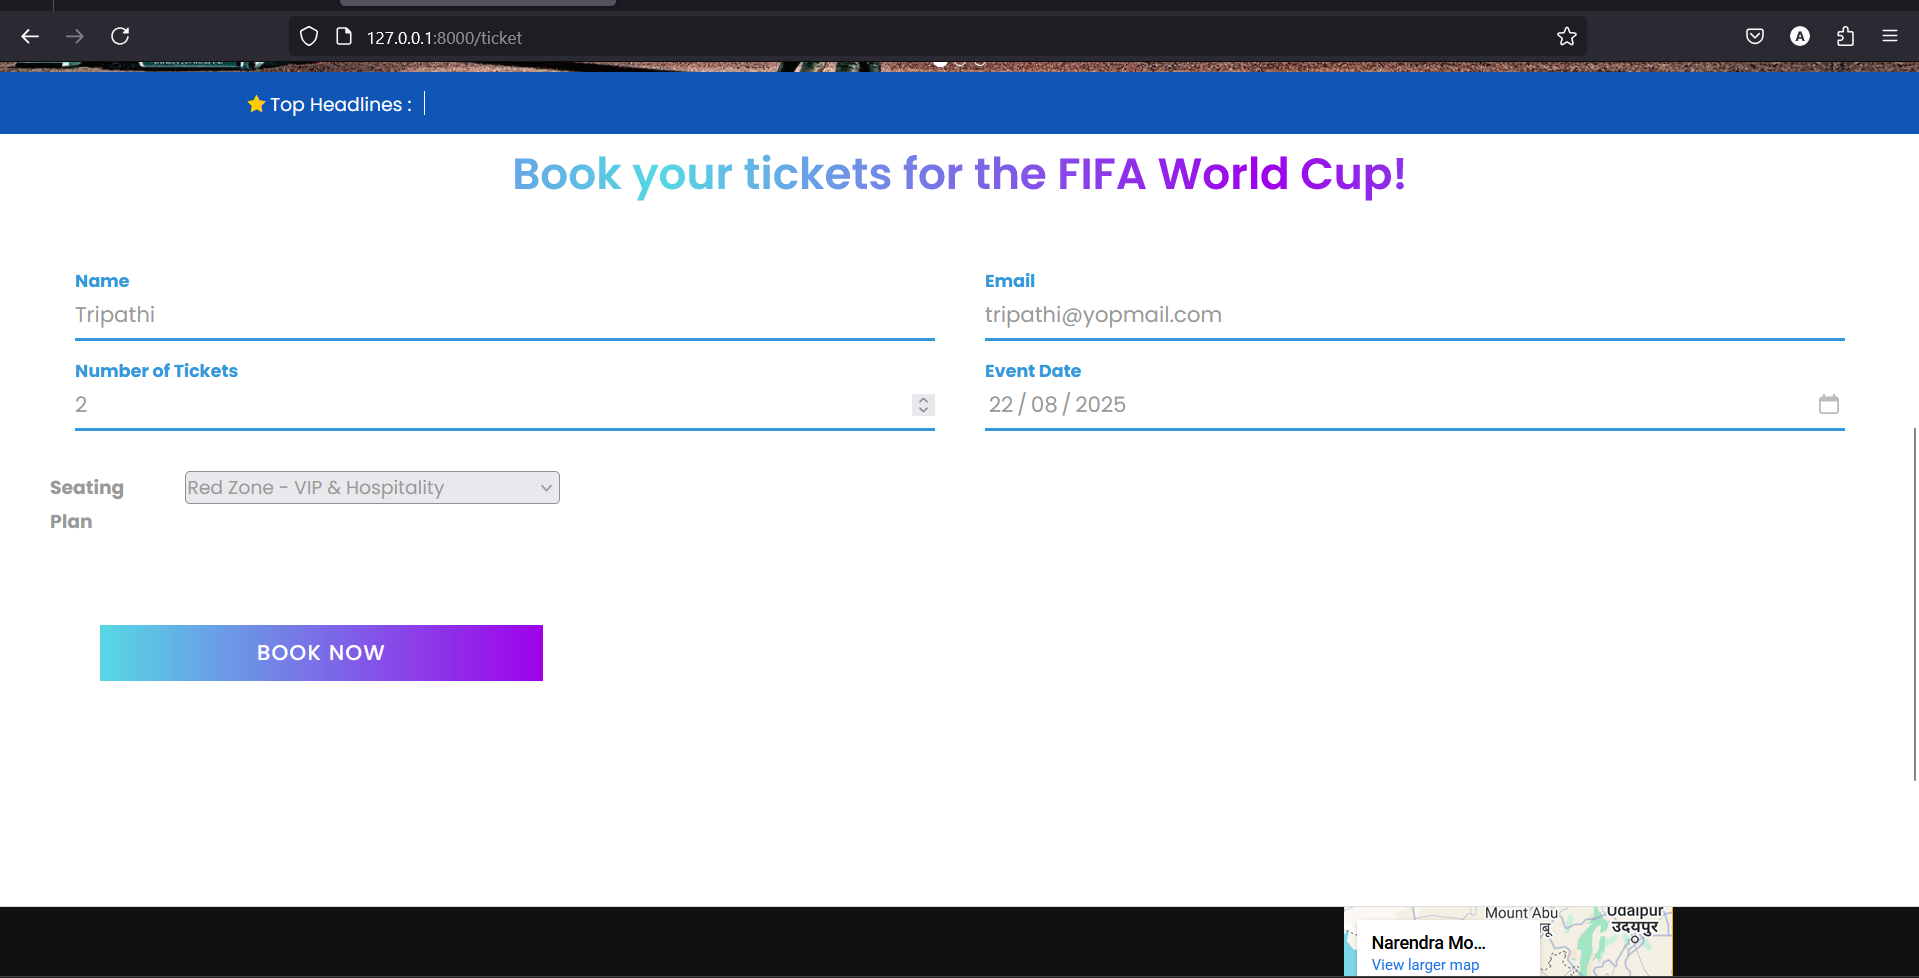 127.0.0.1:8000/ticket
A
Top Headlines :
Book your tickets for the FIFA World Cup!
Name
Email
Tripathi
tripathi@yopmail.com
Number of Tickets
Event Date
2
22 / 08 / 2025
Seating
Plan
Red Zone - VIP & Hospitality
BOOK NOW
Mount Abu
Udaipur
उदयपुर
Narendra Mo...
View larger map